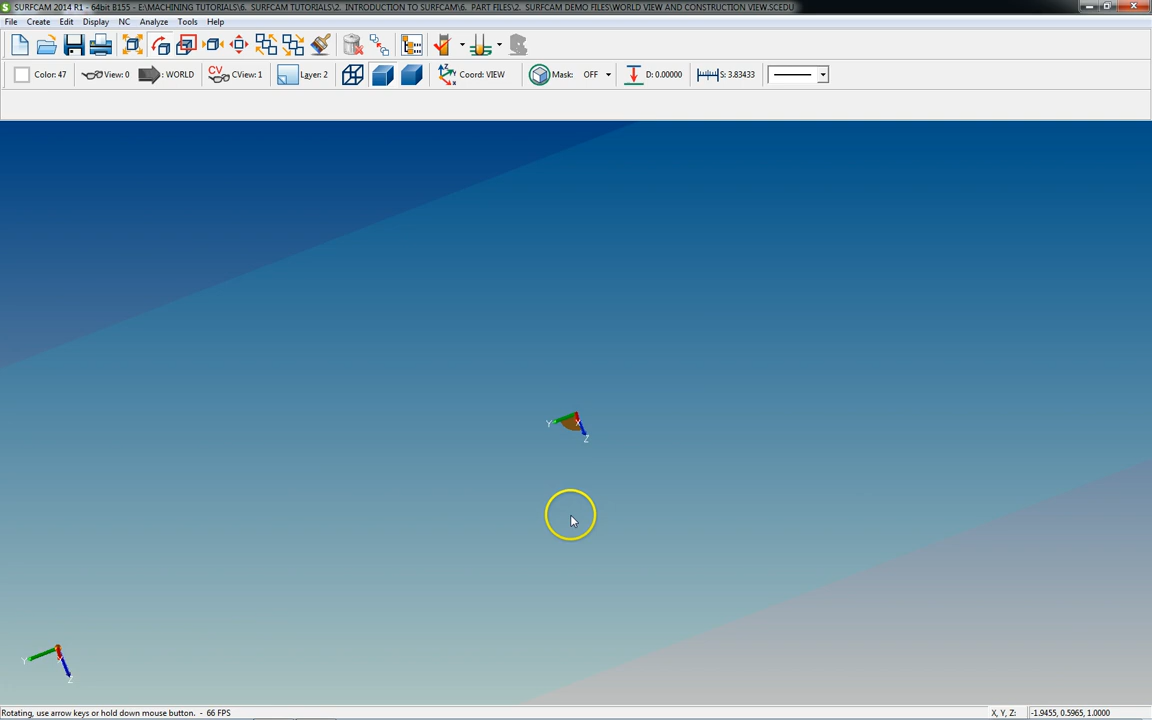 SURFCAM 2014 R1 - 64bit B155 - E:\MACHINING TUTORIALS\6. SURFCAM TUTORIALS\2. INTRODUCTION TO SURFCAM\6. PART FILES\2. SURFCAM DEMO FILES\WORLD VIEW AND CONSTRUCTION VIEW.SCEDU
File Create Edit Display NC Analyze Tools Help
Color: 47 View: 0 : WORLD CV CView: 1 Layer: 2 Coord: VIEW Mask: OFF D: 0.00000 S: 3.83433
Y X Z
Y X Z
Rotating, use arrow keys or hold down mouse button. - 66 FPS X, Y, Z: -1.9455, 0.5965, 1.0000